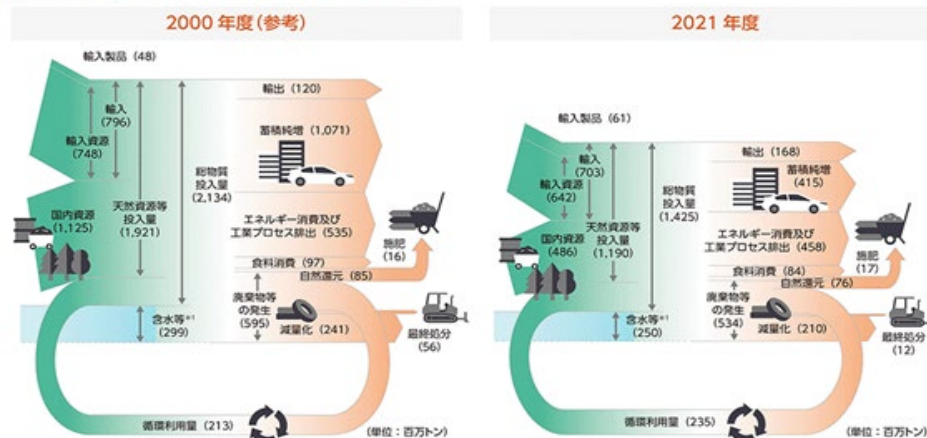 2000 年度(参考)
輸入製品 (48)
輸入
(796)
輸入資源
(748)
国内資源
(1,125)
天然資源等
投入量
(1,921)
総物質
投入量
(2,134)
輸出 (120)
蓄積純増 (1,071)
エネルギー消費及び
工業プロセス排出 (535)
食料消費 (97)
自然還元 (85)
施肥
(16)
廃棄物等
の発生
(595)
減量化 (241)
含水等※1
(299)
最終処分
(56)
循環利用量 (213)
(単位:百万トン)
2021 年度
輸入製品 (61)
輸入
(703)
輸入資源
(642)
国内資源
(486)
天然資源等
投入量
(1,190)
総物質
投入量
(1,425)
輸出 (168)
蓄積純増
(415)
エネルギー消費及び
工業プロセス排出 (458)
食料消費 (84)
自然還元 (76)
施肥
(17)
廃棄物等
の発生
(534)
減量化 (210)
含水等※1
(250)
最終処分
(12)
循環利用量 (235)
(単位:百万トン)